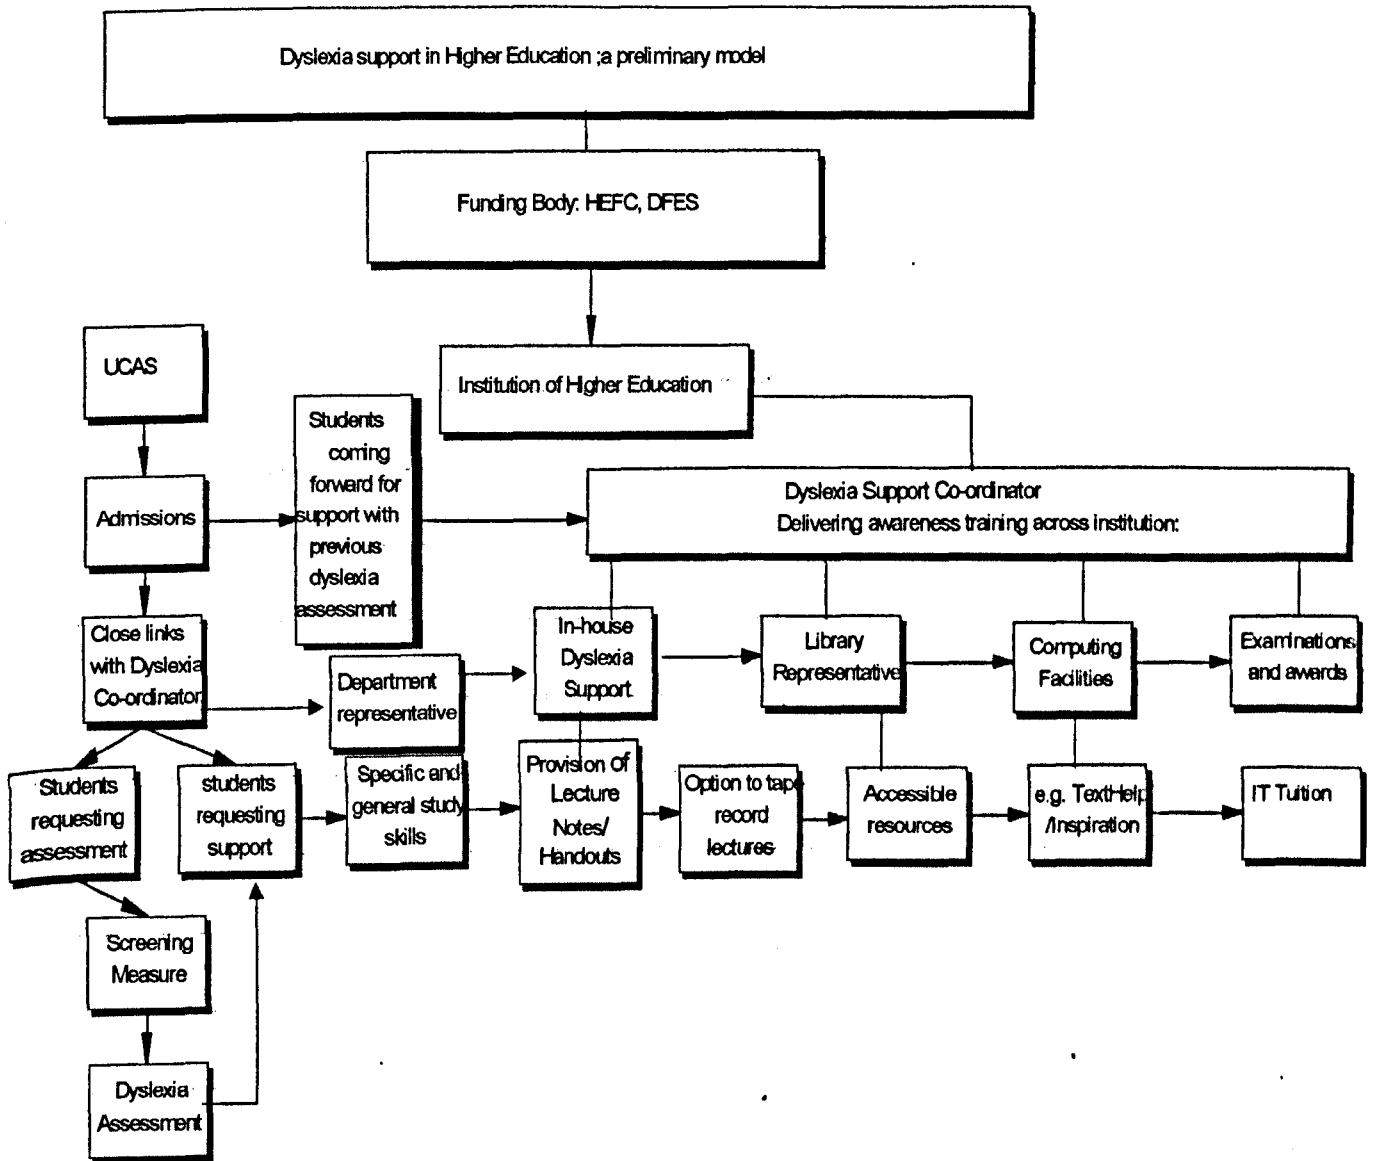 Dyslexia support in Higher Education ;a preliminary model
Funding Body: HEFC, DFES
UCAS
Institution of Higher Education
Students
coming
forward for
support with
previous
dyslexia
assessment
Admissions
Dyslexia Support Co-ordinator
Delivering awareness training across institution:
Close links
with Dyslexia
Co-ordinator
Department
representative
In-house
Dyslexia
Support
Library
Representative
Computing
Facilities
Examinations
and awards
Students
requesting
assessment
students
requesting
support
Specific and
general study
skills
Provision of
Lecture
Notes/
Handouts
Option to tape
record
lectures
Accessible
resources
e.g. TextHelp
/Inspiration
IT Tuition
Screening
Measure
Dyslexia
Assessment